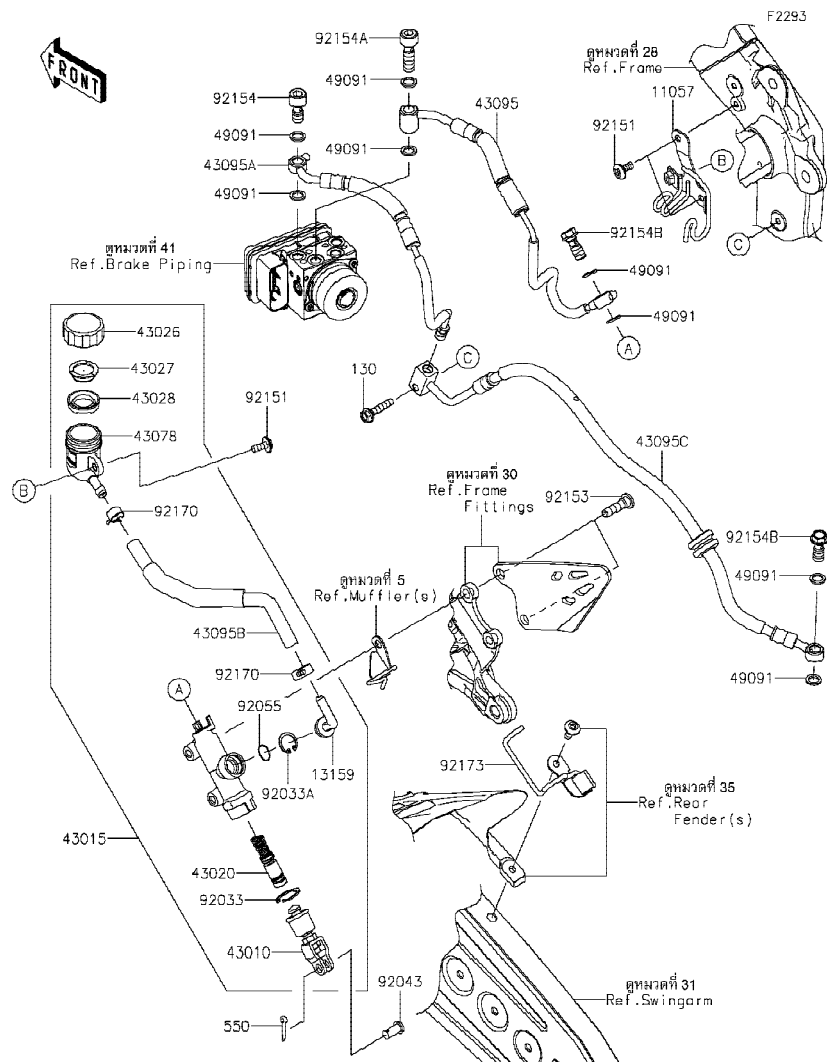 F2293
FRONT
92154A
ดูหมวดที่ 28
Ref.Frame
49091
92154
43095
11057
49091
92151
43095A
49091
B
49091
ดูหมวดที่ 41
Ref.Brake Piping
92154B
C
49091
49091
43026
A
C
43027
130
43028
92151
43078
43095C
ดูหมวดที่ 30
Ref.Frame
Fittings
B
92153
92170
92154B
ดูหมวดที่ 5
Ref.Muffler(s)
49091
43095B
92170
49091
A
92055
13159
92173
92033A
ดูหมวดที่ 35
Ref.Rear
Fender(s)
43015
43020
92033
43010
92043
ดูหมวดที่ 31
Ref.Swingarm
550